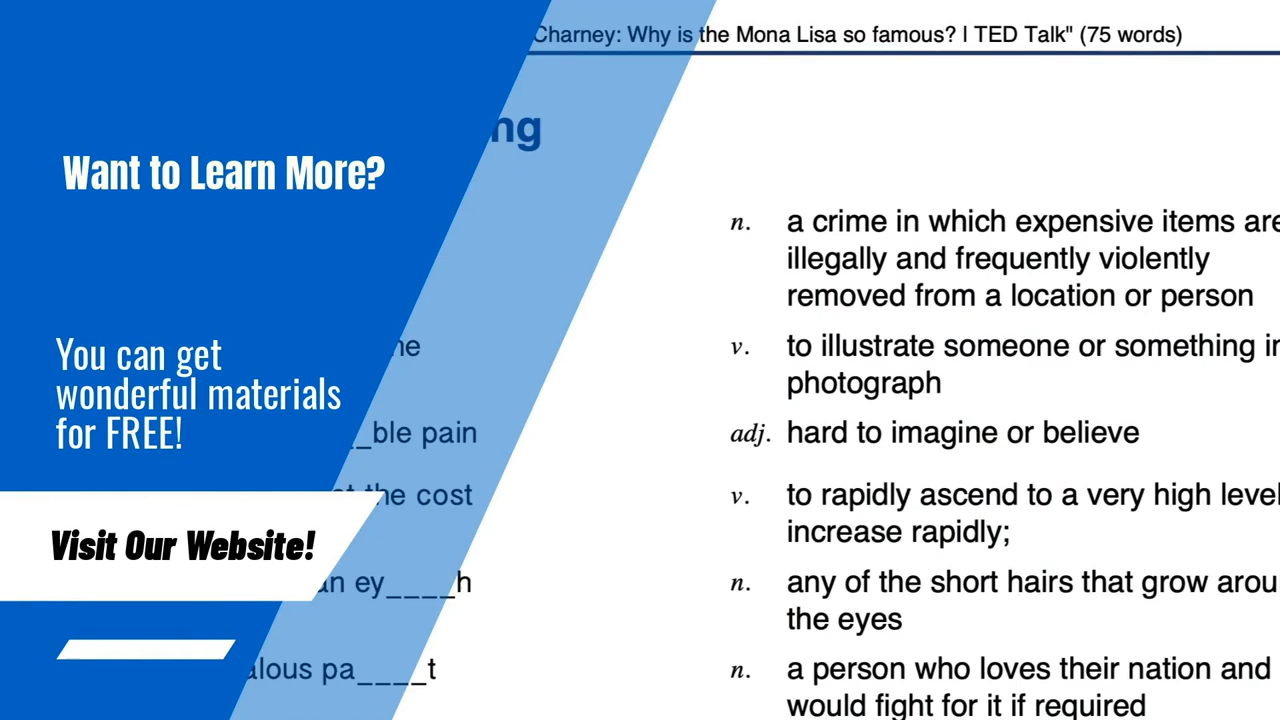 Charney: Why is the Mona Lisa so famous? | TED Talk" (75 words)
Want to Learn More?
You can get
wonderful materials
for FREE!
Visit Our Website!
ble pain
the cost
an ey____h
alous pa____t
n. a crime in which expensive items are
illegally and frequently violently
removed from a location or person
v. to illustrate someone or something in
photograph
adj. hard to imagine or believe
v. to rapidly ascend to a very high level
increase rapidly;
n. any of the short hairs that grow arou
the eyes
n. a person who loves their nation and
would fight for it if required